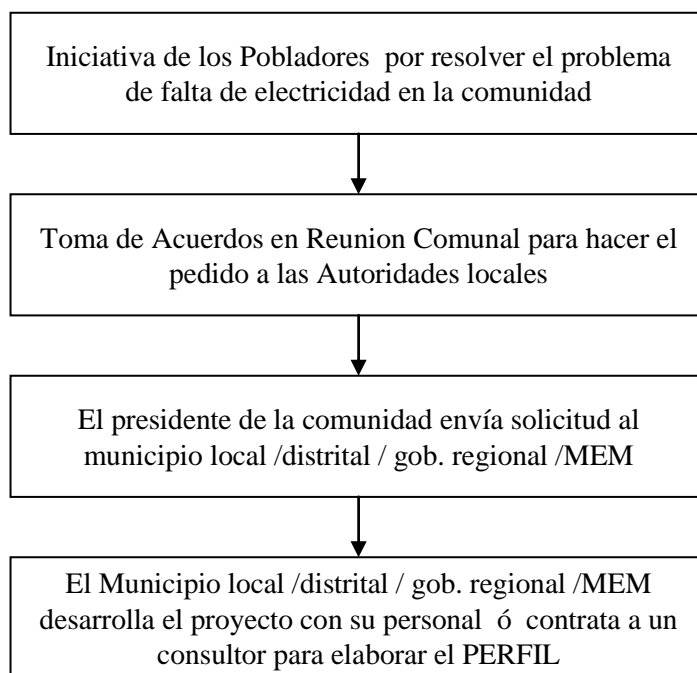 Iniciativa de los Pobladores  por resolver el problema
de falta de electricidad en la comunidad
Toma de Acuerdos en Reunion Comunal para hacer el
pedido a las Autoridades locales
El presidente de la comunidad envía solicitud al
municipio local /distrital / gob. regional /MEM
El Municipio local /distrital / gob. regional /MEM
desarrolla el proyecto con su personal  ó  contrata a un
consultor para elaborar el PERFIL